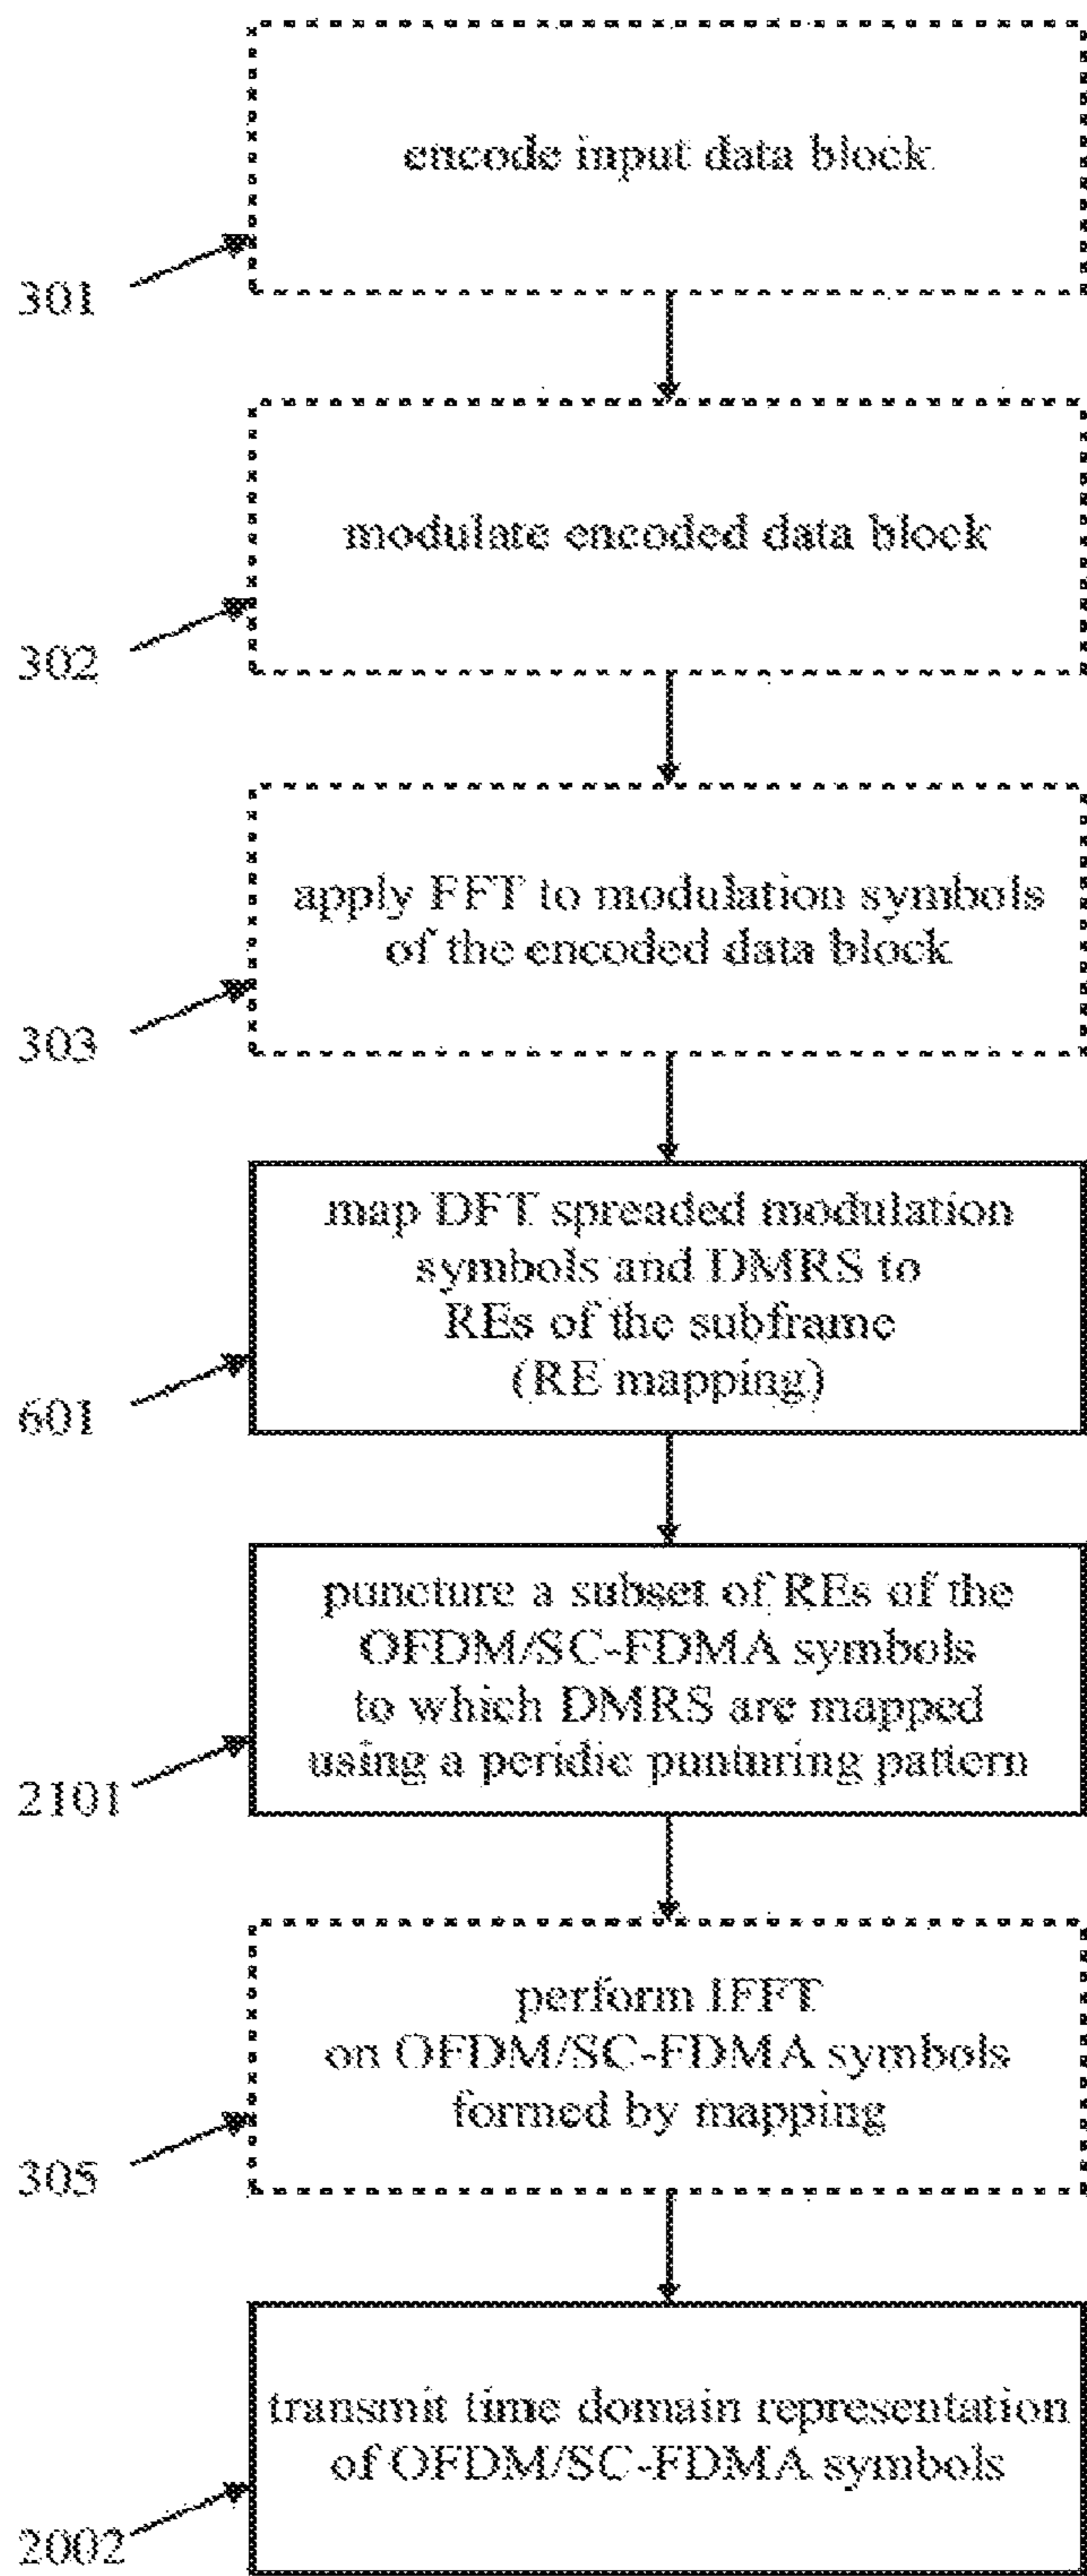 encode input data block
301
modulate encoded data block
302
apply FFT to modulation symbols
of the encoded data block
303
map DFT spreaded modulation
symbols and DMRS to
REs of the subframe
(RE mapping)
601
puncture a subset of REs of the
OFDM/SC-FDMA symbols
to which DMRS are mapped
using a peridic punturing pattern
2101
perform IFFT
on OFDM/SC-FDMA symbols
formed by mapping
305
transmit time domain representation
of OFDM/SC-FDMA symbols
2002